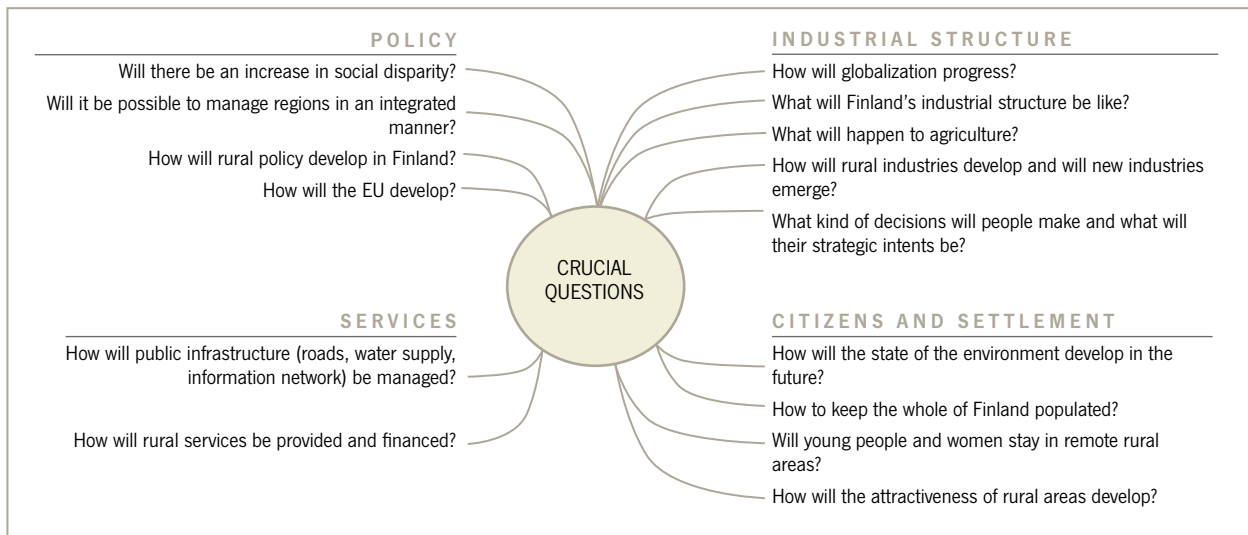 POLICY
Will there be an increase in social disparity?
Will it be possible to manage regions in an integrated
manner?
How will rural policy develop in Finland?
How will the EU develop?
INDUSTRIAL STRUCTURE
How will globalization progress?
What will Finland's industrial structure be like?
What will happen to agriculture?
How will rural industries develop and will new industries
emerge?
What kind of decisions will people make and what will
their strategic intents be?
CRUCIAL
QUESTIONS
SERVICES
How will public infrastructure (roads, water supply,
information network) be managed?
How will rural services be provided and financed?
CITIZENS AND SETTLEMENT
How will the state of the environment develop in the
future?
How to keep the whole of Finland populated?
Will young people and women stay in remote rural
areas?
How will the attractiveness of rural areas develop?